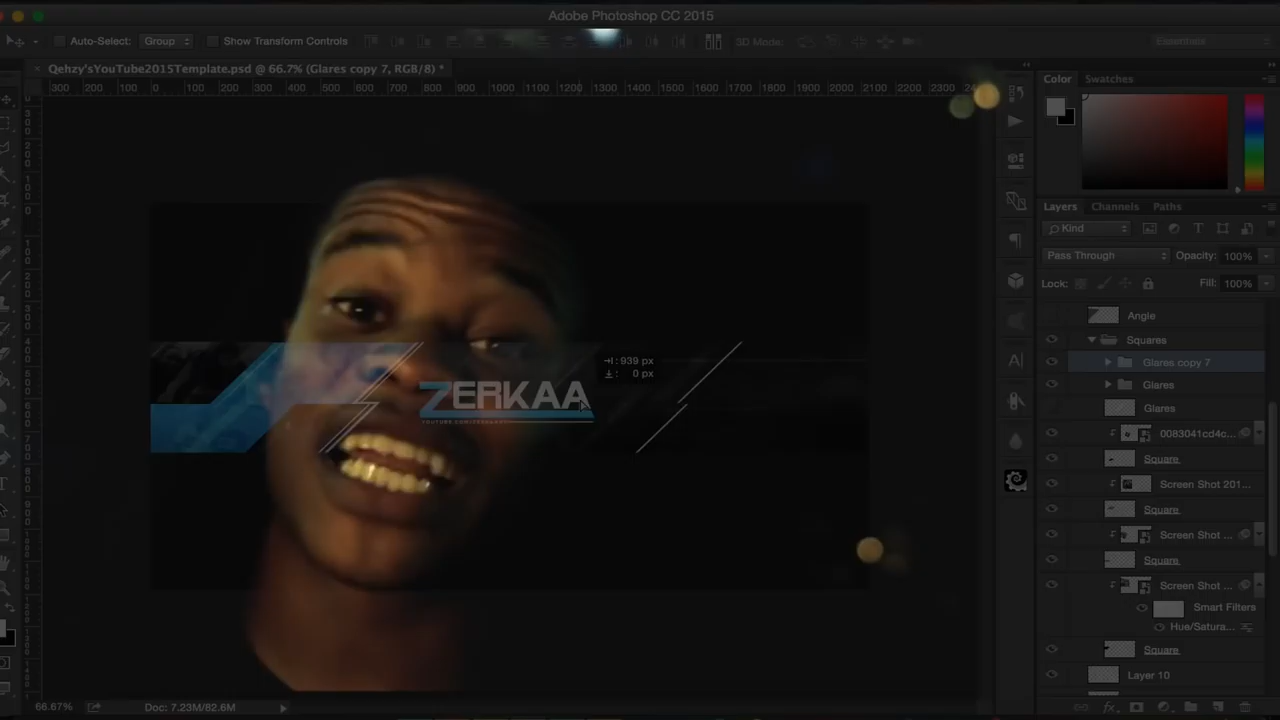 Adobe Photoshop CC 2015
Auto-Select: Group Show Transform Controls 3D Mode: Essentials
× Qehzy'sYouTube2015Template.psd @ 66.7% (Glares copy 7, RGB/8) *
300 200 100 0 100 200 300 400 500 600 700 800 900 1000 1100 1200 1300 1400 1500 1600 1700 1800 1900 2000 2100 2200 2300
Color Swatches
Layers Channels Paths
Kind
Pass Through Opacity: 100%
Lock: Fill: 100%
Angle
Squares
Glares copy 7
Glares
Glares
0083041cd4c...
Square
Screen Shot 201...
Square
Screen Shot ...
Square
Screen Shot ...
Smart Filters
Hue/Satura...
Square
Layer 10
: 939 px
: 0 px
ZERKAA
66.67% Doc: 7.23M/82.6M